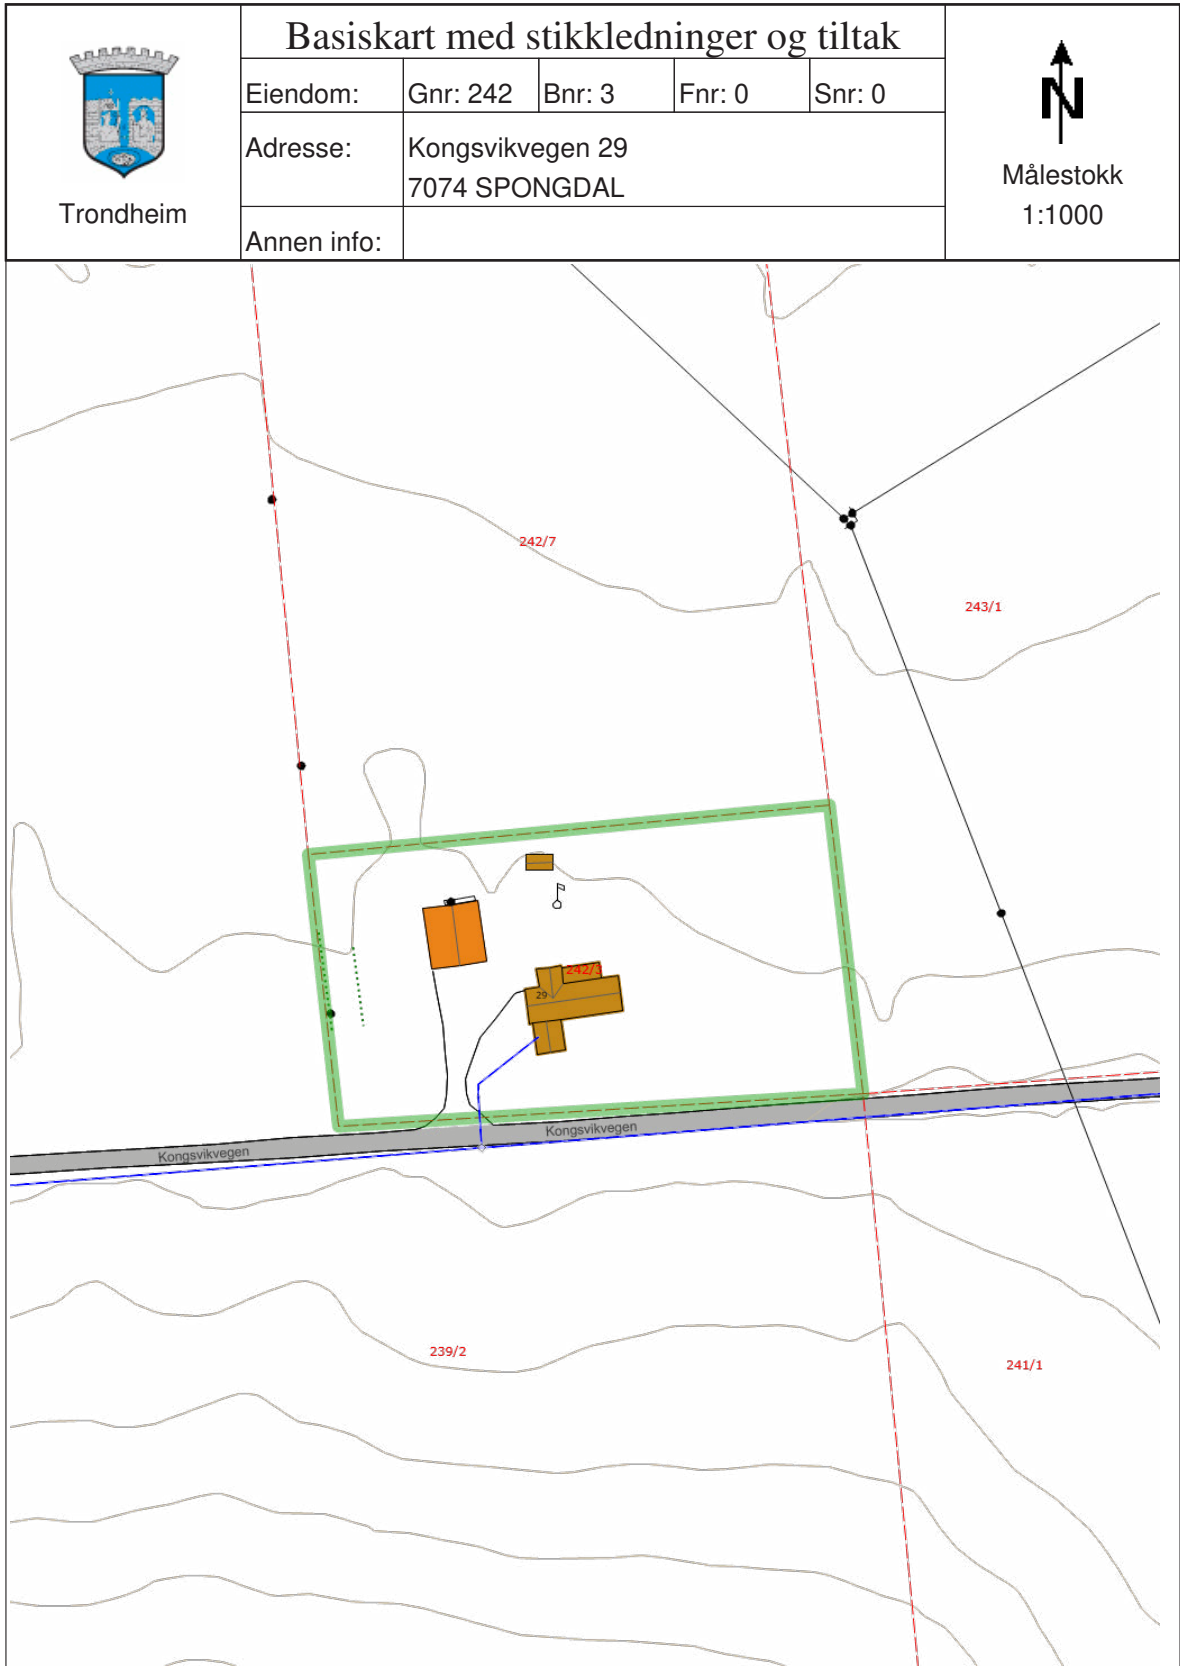 Basiskart med stikkledninger og tiltak
Eiendom: Gnr: 242 Bnr: 3 Fnr: 0 Snr: 0
Adresse: Kongsvikvegen 29
7074 SPONGDAL
Annen info:
Trondheim
N
Målestokk
1:1000
242/7
243/1
242/3
29
Kongsvikvegen
Kongsvikvegen
239/2
241/1